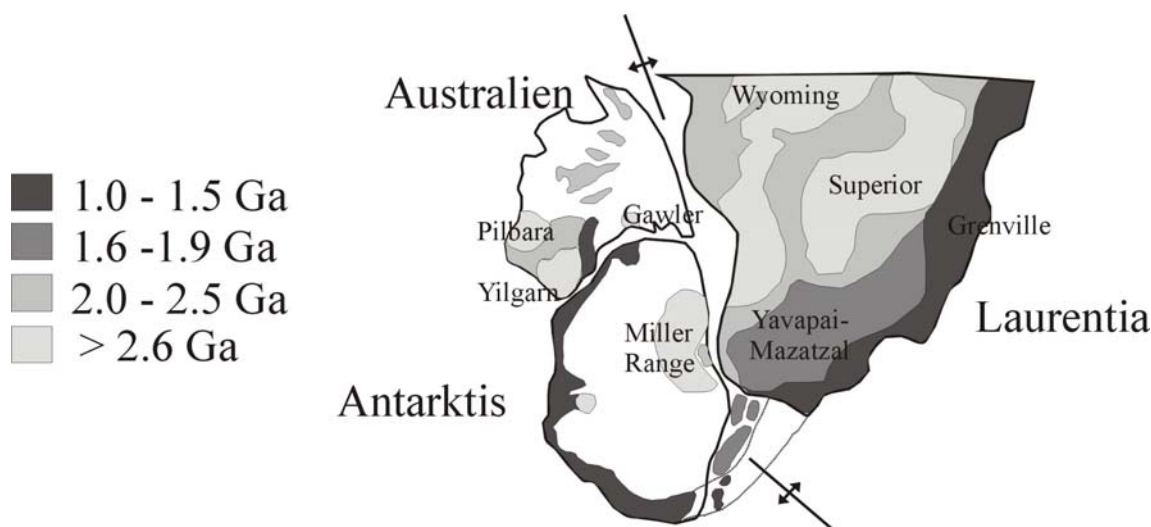 Australien
Wyoming
1.0 - 1.5 Ga
1.6 -1.9 Ga
2.0 - 2.5 Ga
> 2.6 Ga
Superior
Pilbara
Gawler
Grenville
Yilgarn
Miller
Range
Yavapai-
Mazatzal
Laurentia
Antarktis